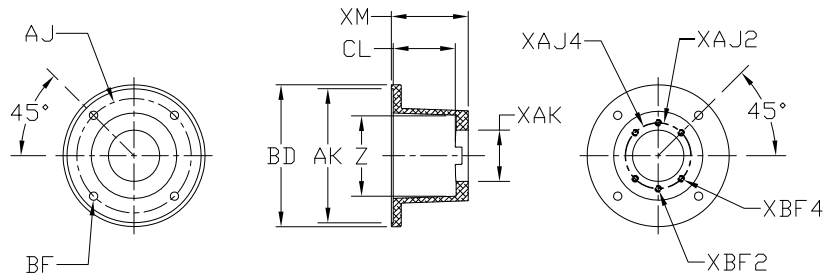 AJ
45°
BF
XM
CL
BD
AK
Z
XAK
XAJ4
XAJ2
45°
XBF4
XBF2